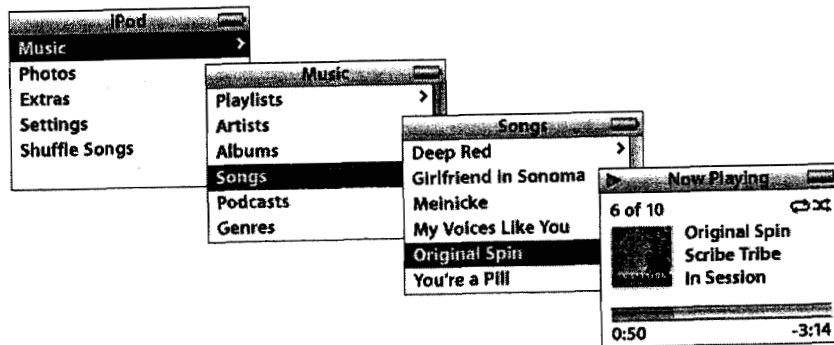 iPod
Music >
Photos
Extras
Settings
Shuffle Songs
Music
Playlists >
Artists
Albums
Songs
Podcasts
Genres
Songs
Deep Red >
Girlfriend in Sonoma
Meinicke
My Voices Like You
Original Spin
You're a Pill
Now Playing
6 of 10
Original Spin
Scribe Tribe
In Session
0:50 -3:14